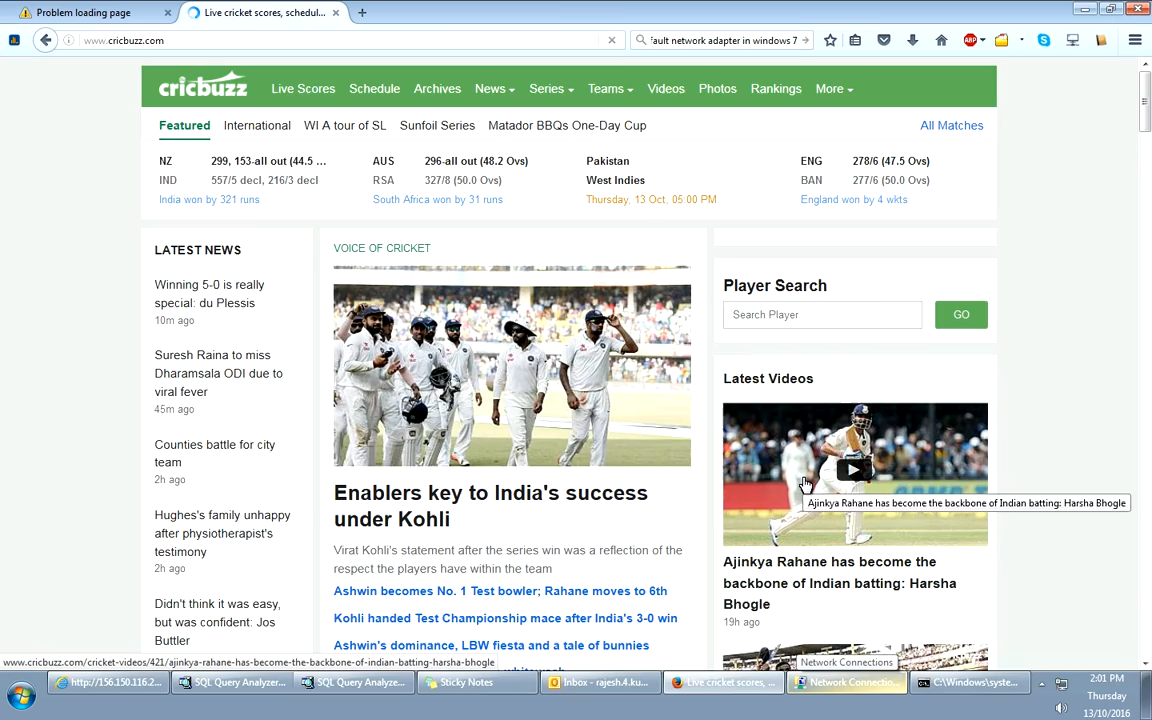 Problem loading page
Live cricket scores, schedul...
www.cricbuzz.com
fault network adapter in windows 7
ABP
cricbuzz
Live Scores Schedule Archives News Series Teams Videos Photos Rankings More
Featured International WI A tour of SL Sunfoil Series Matador BBQs One-Day Cup All Matches
NZ 299, 153-all out (44.5 ...
IND 557/5 decl, 216/3 decl
India won by 321 runs
AUS 296-all out (48.2 Ovs)
RSA 327/8 (50.0 Ovs)
South Africa won by 31 runs
Pakistan
West Indies
Thursday, 13 Oct, 05:00 PM
ENG 278/6 (47.5 Ovs)
BAN 277/6 (50.0 Ovs)
England won by 4 wkts
LATEST NEWS
Winning 5-0 is really
special: du Plessis
10m ago
Suresh Raina to miss
Dharamsala ODI due to
viral fever
45m ago
Counties battle for city
team
2h ago
Hughes's family unhappy
after physiotherapist's
testimony
2h ago
Didn't think it was easy,
but was confident: Jos
Buttler
VOICE OF CRICKET
Enablers key to India's success
under Kohli
Virat Kohli's statement after the series win was a reflection of the
respect the players have within the team
Ashwin becomes No. 1 Test bowler; Rahane moves to 6th
Kohli handed Test Championship mace after India's 3-0 win
Ashwin's dominance, LBW fiesta and a tale of bunnies
Player Search
Search Player GO
Latest Videos
Ajinkya Rahane has become the backbone of Indian batting: Harsha Bhogle
Ajinkya Rahane has become the
backbone of Indian batting: Harsha
Bhogle
19h ago
www.cricbuzz.com/cricket-videos/421/ajinkya-rahane-has-become-the-backbone-of-indian-batting-harsha-bhogle
Network Connections
http://156.150.116.2...
SQL Query Analyzer...
SQL Query Analyze...
Sticky Notes
Inbox - rajesh.4.ku...
Live cricket scores, ...
Network Connectio...
C:\Windows\syste...
2:01 PM
Thursday
13/10/2016